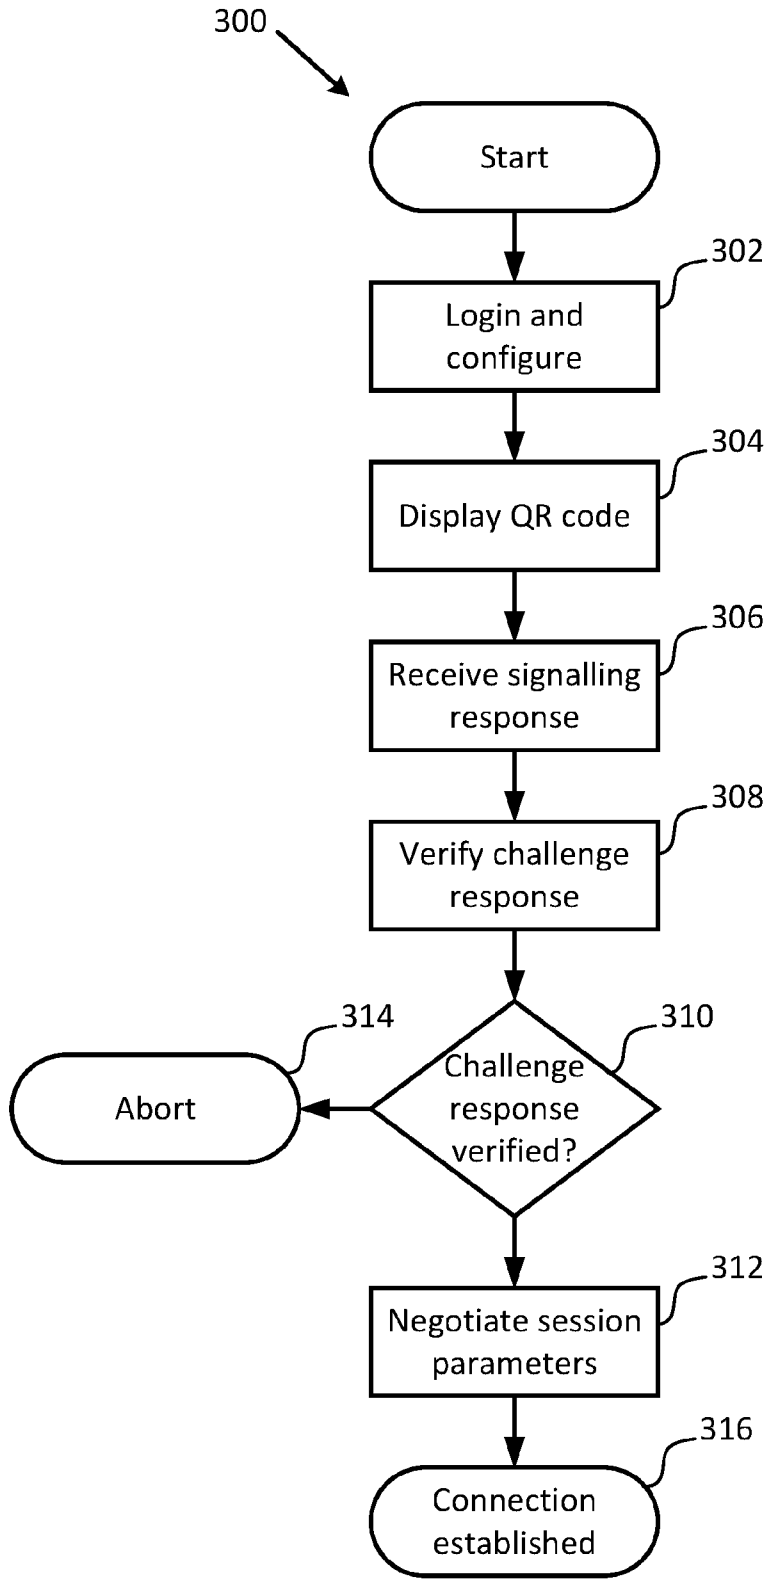 300
Start
302
Login and
configure
304
Display QR code
306
Receive signalling
response
308
Verify challenge
response
314
310
Abort
Challenge
response
verified?
312
Negotiate session
parameters
316
Connection
established